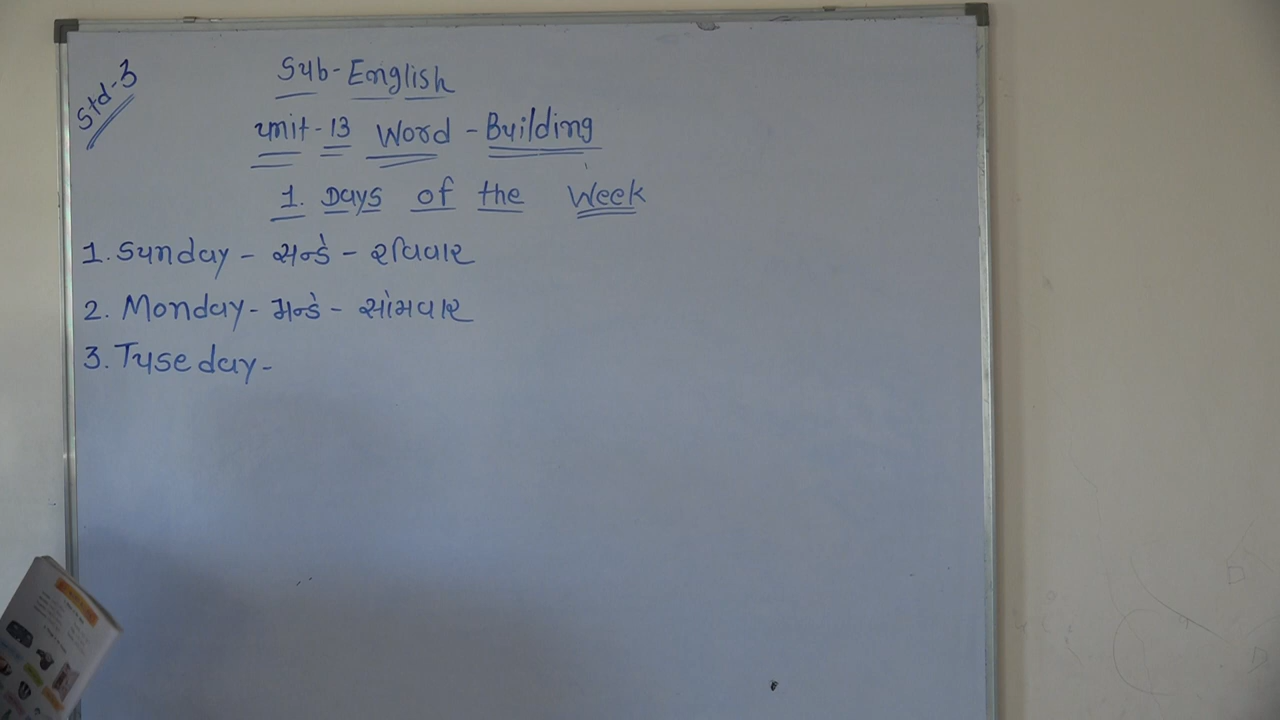 Std-3
Sub-English
Unit-13 Word-Building
1. Days of the Week
1. Sunday - સન્ડે - રવિવાર
2. Monday - મન્ડે - સોમવાર
3. Tuseday -